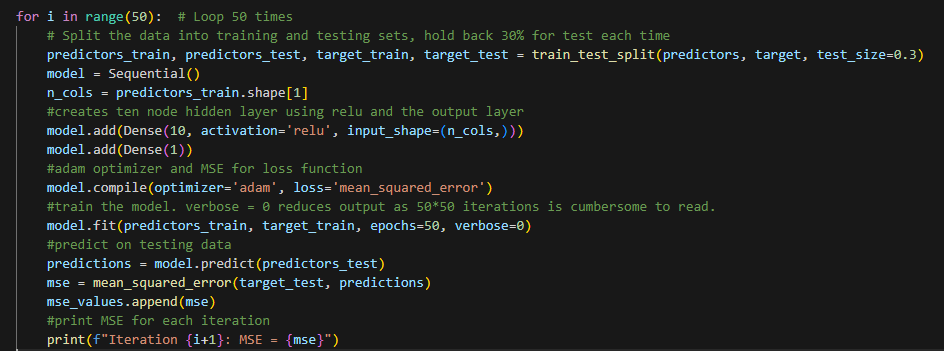 for i in range(50):  # Loop 50 times
    # Split the data into training and testing sets, hold back 30% for test each time
    predictors_train, predictors_test, target_train, target_test = train_test_split(predictors, target, test_size=0.3)
    model = Sequential()
    n_cols = predictors_train.shape[1]
    #creates ten node hidden layer using relu and the output layer
    model.add(Dense(10, activation='relu', input_shape=(n_cols,)))
    model.add(Dense(1))
    #adam optimizer and MSE for loss function
    model.compile(optimizer='adam', loss='mean_squared_error')
    #train the model. verbose = 0 reduces output as 50*50 iterations is cumbersome to read.
    model.fit(predictors_train, target_train, epochs=50, verbose=0)
    #predict on testing data
    predictions = model.predict(predictors_test)
    mse = mean_squared_error(target_test, predictions)
    mse_values.append(mse)
    #print MSE for each iteration
    print(f"Iteration {i+1}: MSE = {mse}")